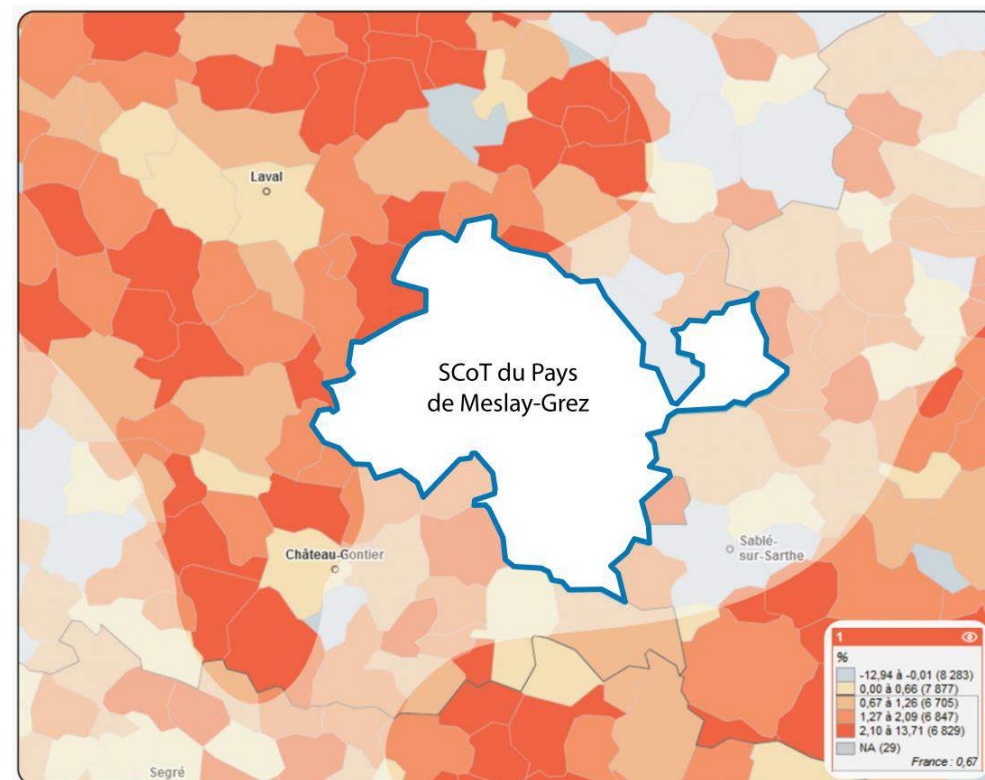 Laval
SCoT du Pays
de Meslay-Grez
Château-Gontier
Sablé-
sur-Sarthe
Segré
1
%
-12,94 à -0,01 (8 283)
0,00 à 0,66 (7 877)
0,67 à 1,26 (6 705)
1,27 à 2,09 (6 847)
2,10 à 13,71 (6 829)
NA (29)
France : 0,67